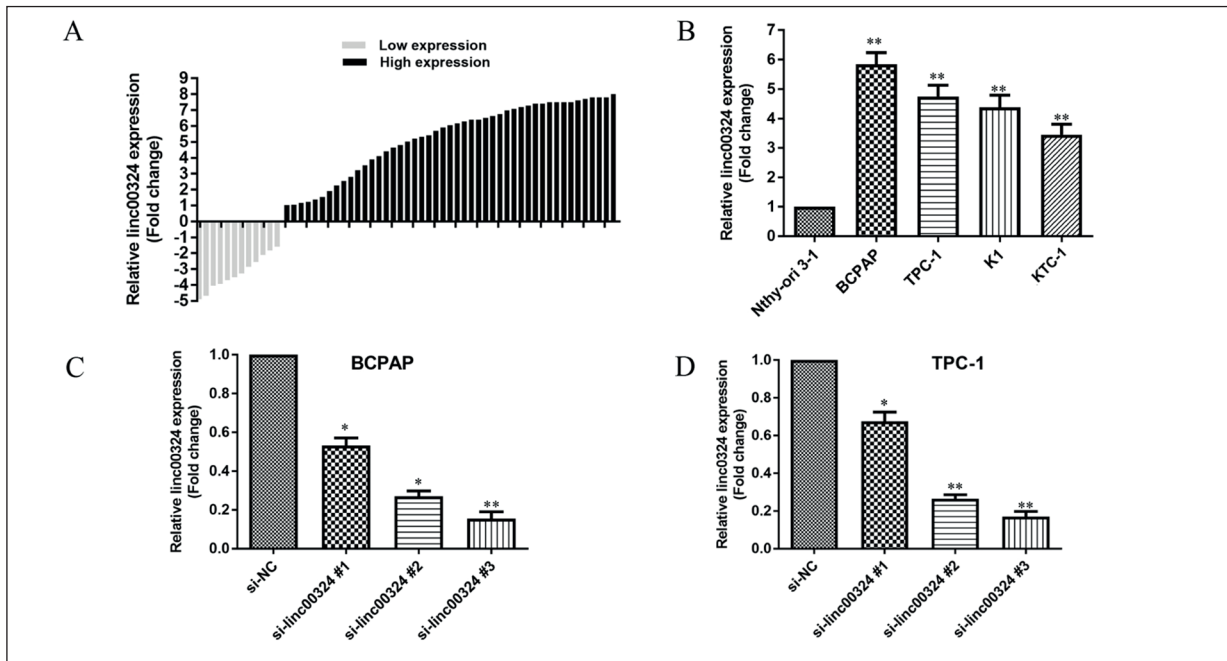 A
Low expression
High expression
Relative linc00324 expression
(Fold change)
9
8
7
6
5
4
3
2
1
0
-1
-2
-3
-4
-5
B
Relative linc00324 expression
(Fold change)
7
6
5
4
3
2
1
0
**
**
**
**
Nthy-ori 3-1
BCPAP
TPC-1
K1
KTC-1
C
BCPAP
Relative linc00324 expression
(Fold change)
1.0
0.8
0.6
0.4
0.2
0.0
*
*
**
si-NC
si-linc00324 #1
si-linc00324 #2
si-linc00324 #3
D
TPC-1
Relative linc0324 expression
(Fold change)
1.0
0.8
0.6
0.4
0.2
0.0
*
**
**
si-NC
si-linc00324 #1
si-linc00324 #2
si-linc00324 #3